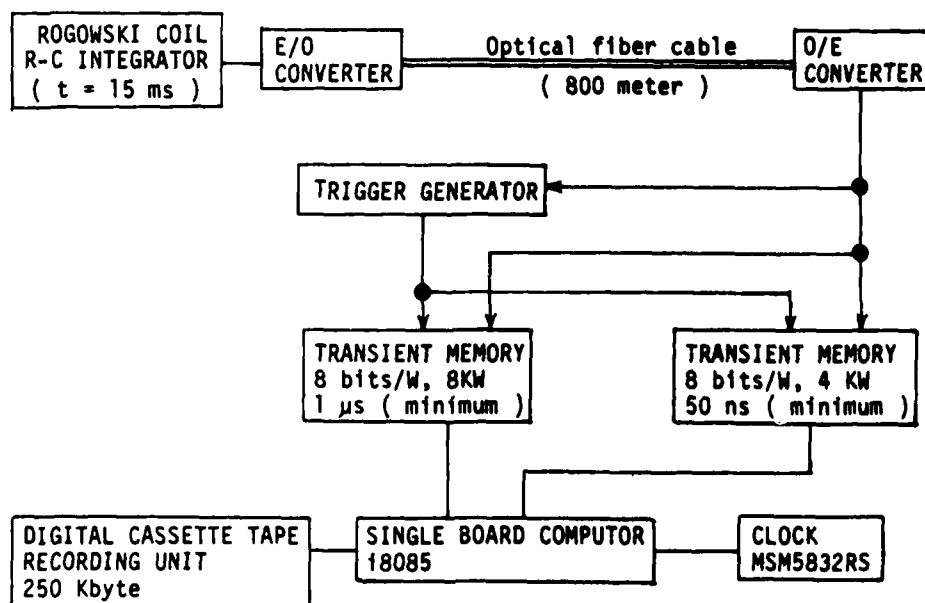 ROGOWSKI COIL
R-C INTEGRATOR
( t = 15 ms )
E/O
CONVERTER
Optical fiber cable
( 800 meter )
O/E
CONVERTER
TRIGGER GENERATOR
TRANSIENT MEMORY
8 bits/W, 8KW
1 μs ( minimum )
TRANSIENT MEMORY
8 bits/W, 4 KW
50 ns ( minimum )
DIGITAL CASSETTE TAPE
RECORDING UNIT
250 Kbyte
SINGLE BOARD COMPUTOR
i8085
CLOCK
MSM5832RS